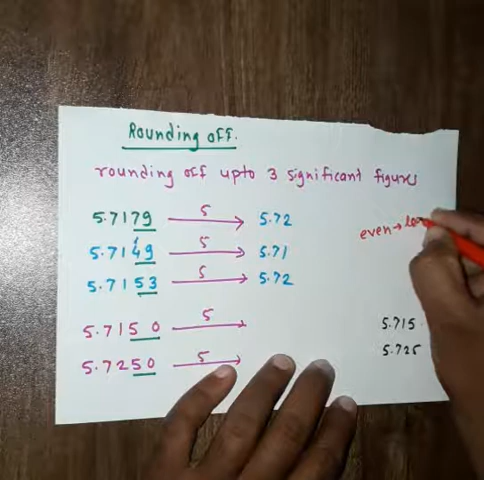 Rounding off.
rounding off upto 3 significant figures
5.7179 5 → 5.72
5.7149 5 → 5.71
5.7153 5 → 5.72
even →
5.7150 5 →
5.7250 5 →
5.715
5.725